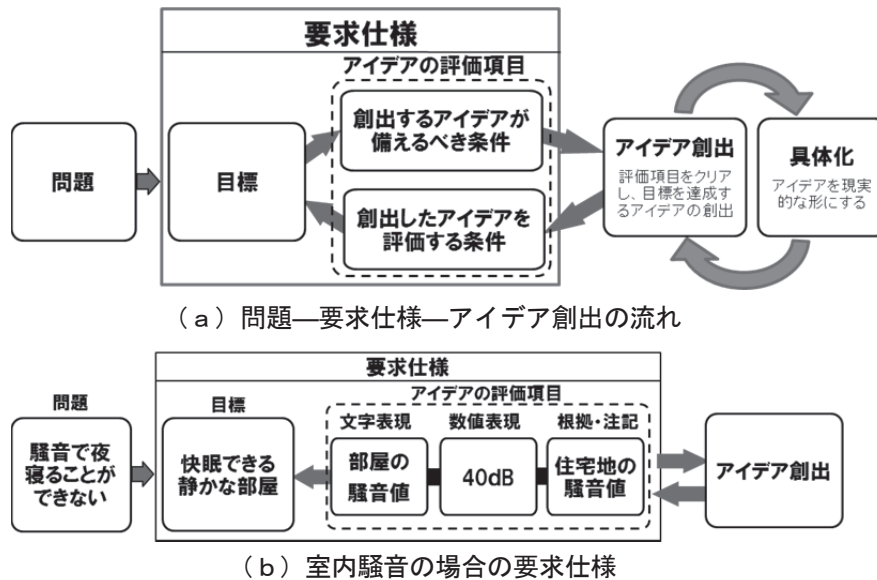 要求仕様
アイデアの評価項目
問題
目標
創出するアイデアが
備えるべき条件
創出したアイデアを
評価する条件
アイデア創出
評価項目をクリア
し、目標を達成す
るアイデアの創出
具体化
アイデアを現実
的な形にする
（a）問題―要求仕様―アイデア創出の流れ
要求仕様
アイデアの評価項目
問題
目標
文字表現
数値表現
根拠・注記
騒音で夜
寝ることが
できない
快眠できる
静かな部屋
部屋の
騒音値
40dB
住宅地の
騒音値
アイデア創出
（b）室内騒音の場合の要求仕様